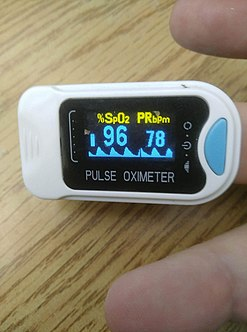 %SpO2 PRbpm
96 78
PULSE OXIMETER